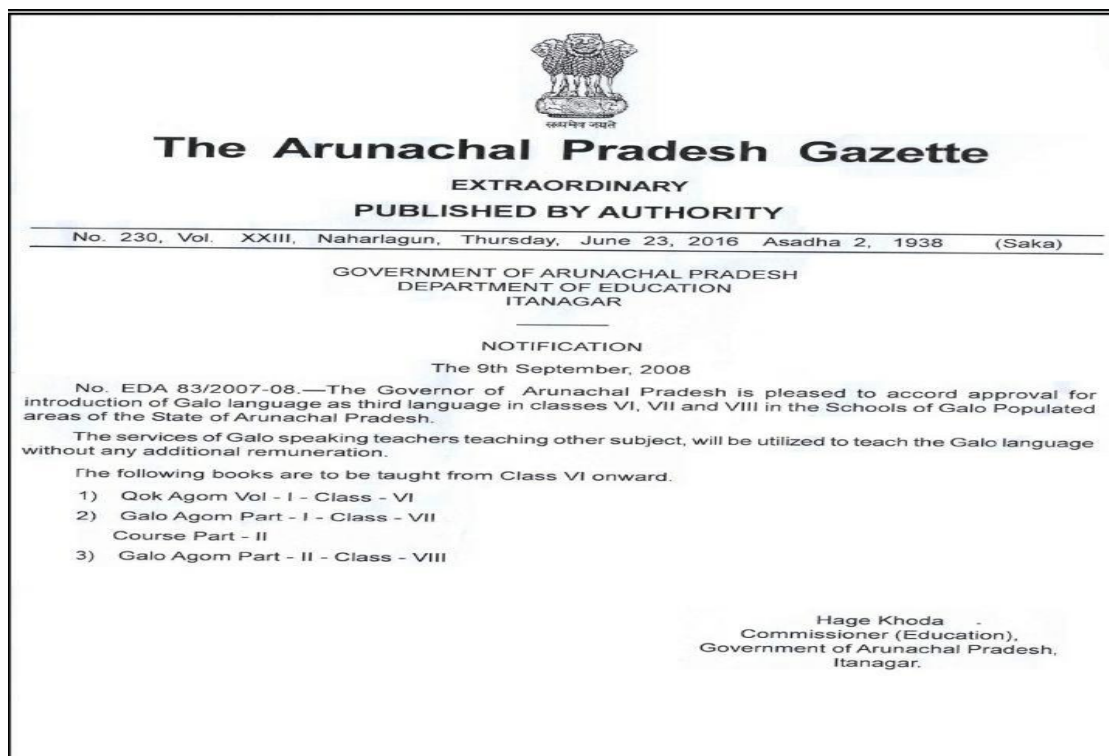 सत्यमेव जयते
The Arunachal Pradesh Gazette
EXTRAORDINARY
PUBLISHED BY AUTHORITY
No. 230, Vol. XXIII, Naharlagun, Thursday, June 23, 2016 Asadha 2, 1938 (Saka)
GOVERNMENT OF ARUNACHAL PRADESH
DEPARTMENT OF EDUCATION
ITANAGAR
NOTIFICATION
The 9th September, 2008
No. EDA 83/2007-08.—The Governor of Arunachal Pradesh is pleased to accord approval for
introduction of Galo language as third language in classes VI, VII and VIII in the Schools of Galo Populated
areas of the State of Arunachal Pradesh.
The services of Galo speaking teachers teaching other subject, will be utilized to teach the Galo language
without any additional remuneration.
The following books are to be taught from Class VI onward.
1) Qok Agom Vol - I - Class - VI
2) Galo Agom Part - I - Class - VII
Course Part - II
3) Galo Agom Part - II - Class - VIII
Hage Khoda
Commissioner (Education),
Government of Arunachal Pradesh,
Itanagar.